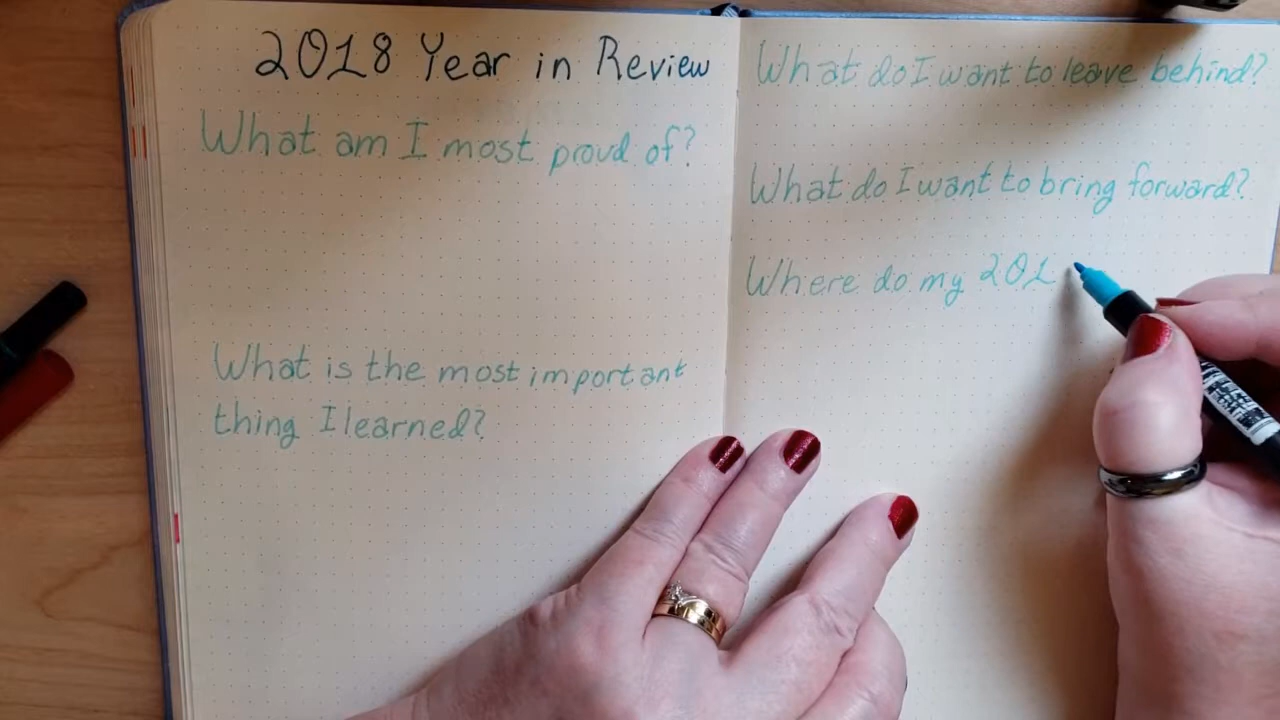 2018 Year in Review
What am I most proud of?
What is the most important
thing I learned?
What do I want to leave behind?
What do I want to bring forward?
Where do my 201